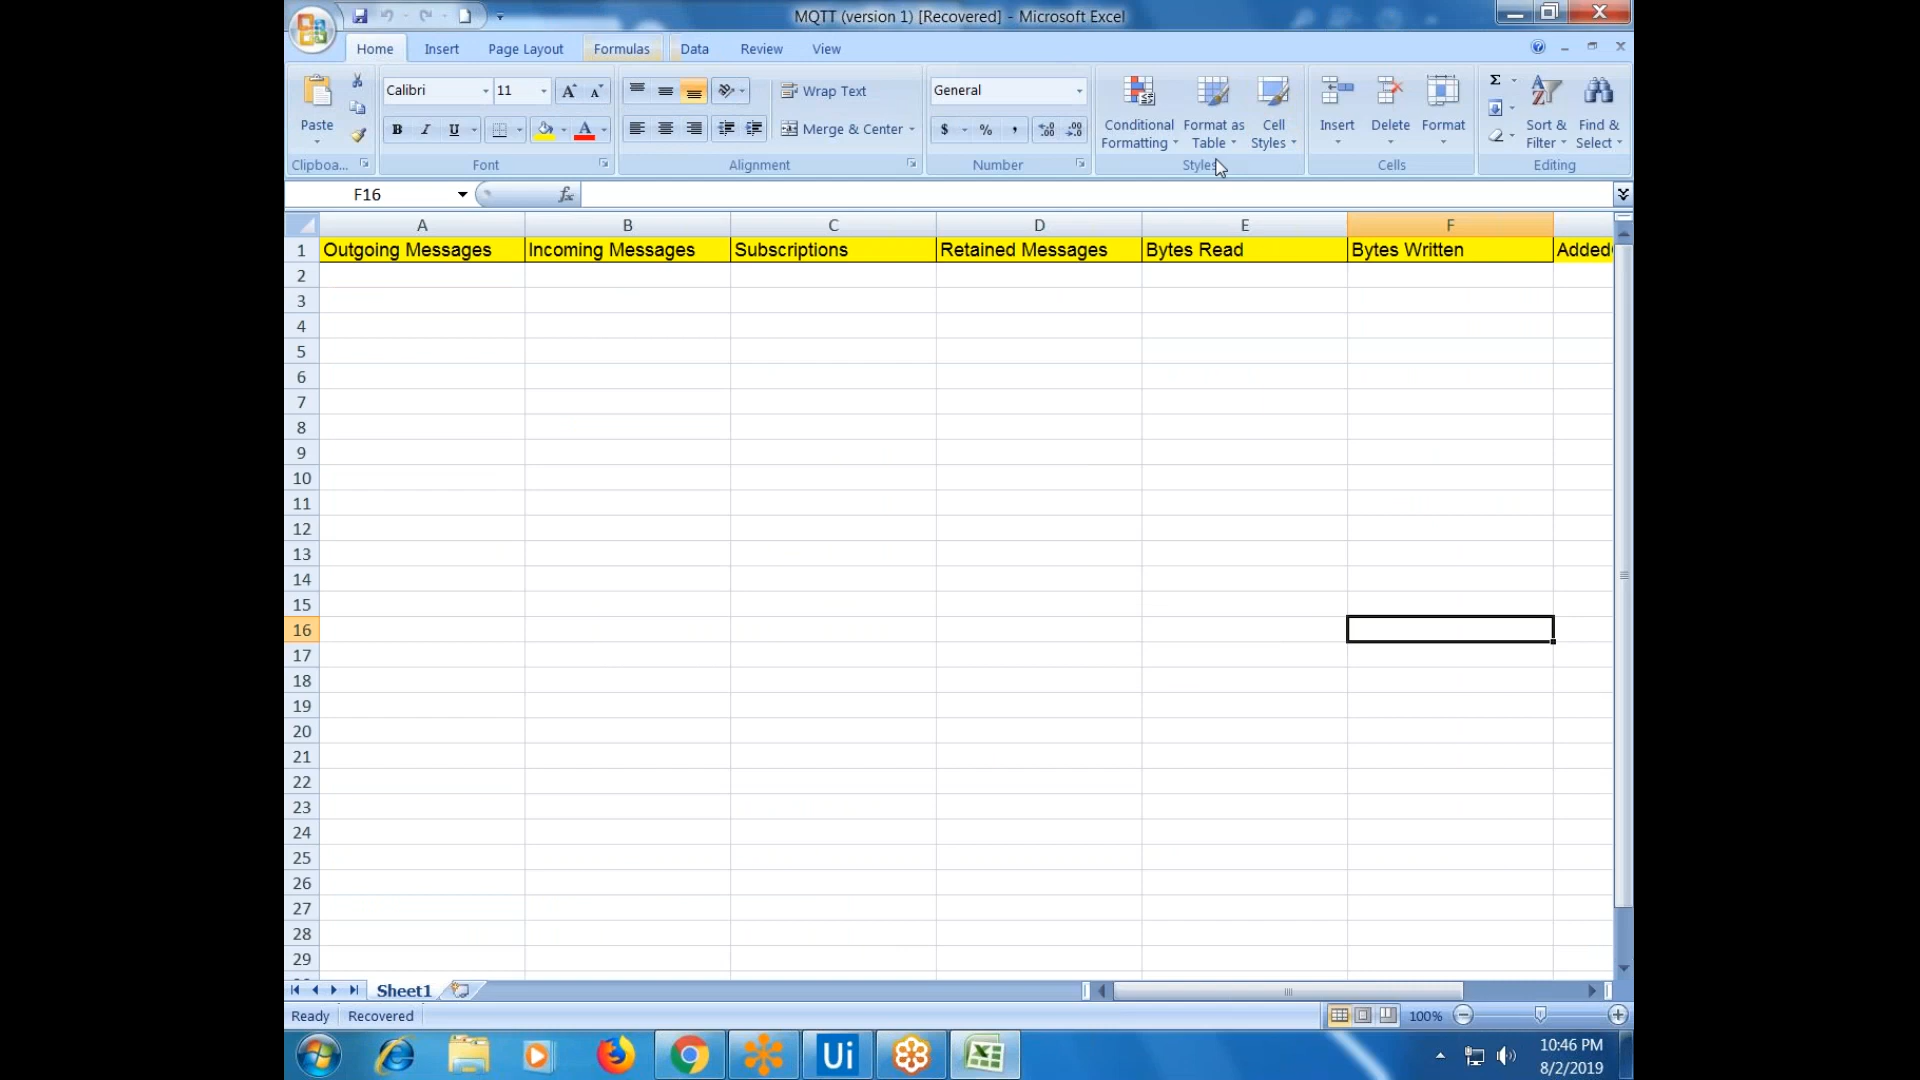 MQTT (version 1) [Recovered] - Microsoft Excel
Home Insert Page Layout Formulas Data Review View
Paste
Calibri 11
B I U A
Wrap Text
Merge & Center
General
$ % ,
Conditional Formatting
Format as Table
Cell Styles
Insert Delete Format
Σ
Sort & Filter
Find & Select
Clipboa... Font Alignment Number Styles Cells Editing
F16 fx
A B C D E F
1 Outgoing Messages Incoming Messages Subscriptions Retained Messages Bytes Read Bytes Written Added
2
3
4
5
6
7
8
9
10
11
12
13
14
15
16
17
18
19
20
21
22
23
24
25
26
27
28
29
Sheet1
Ready Recovered 100%
Ui
10:46 PM
8/2/2019